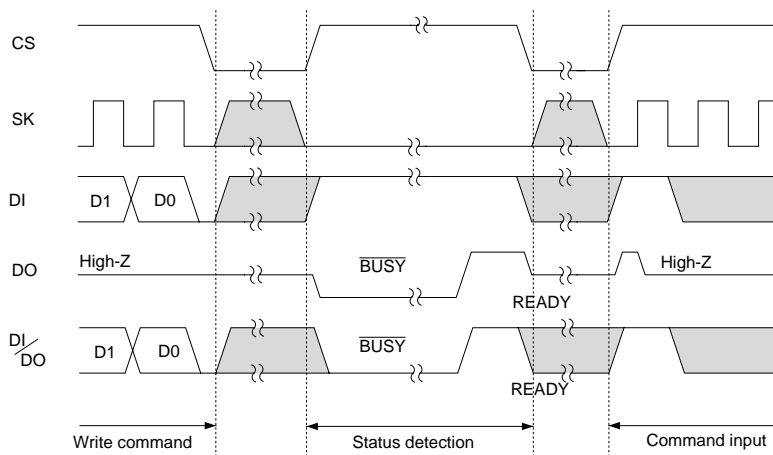 CS
SK
DI
D1
D0
DO
High-Z
BUSY
High-Z
READY
DI
DO
D1
D0
BUSY
READY
Write command
Status detection
Command input